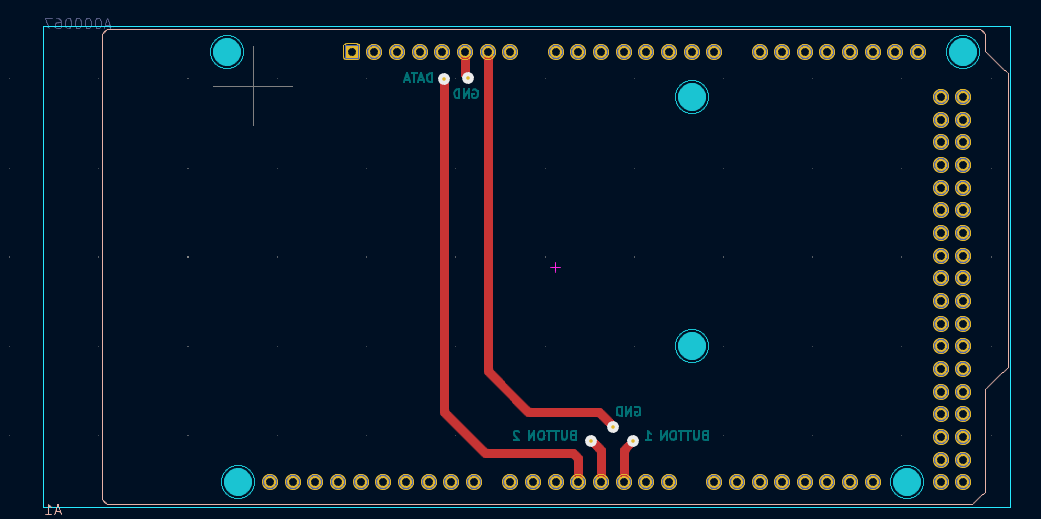 A000067
DATA
GND
GND
BUTTON 2
BUTTON 1
A1